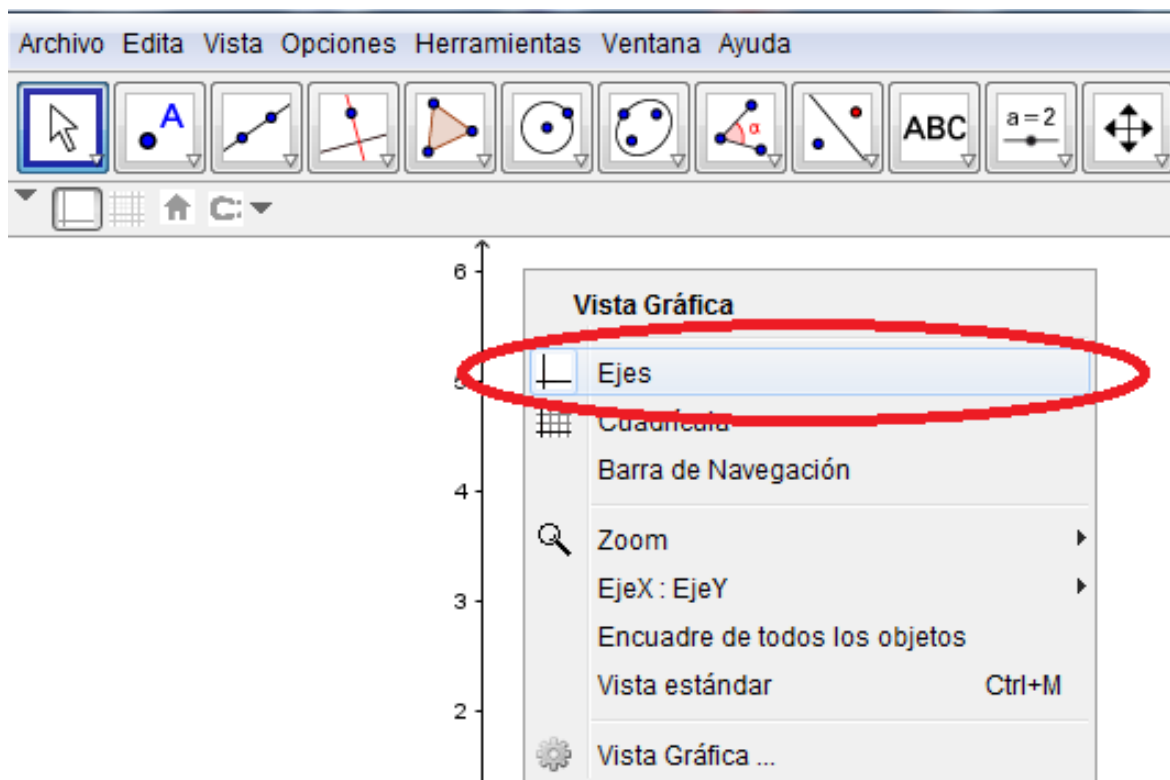 Archivo Edita Vista Opciones Herramientas Ventana Ayuda
A
α
ABC
a=2
6
Vista Gráfica
5
Ejes
Cuadrícula
Barra de Navegación
4
Zoom
3
EjeX : EjeY
Encuadre de todos los objetos
Vista estándar Ctrl+M
2
Vista Gráfica ...